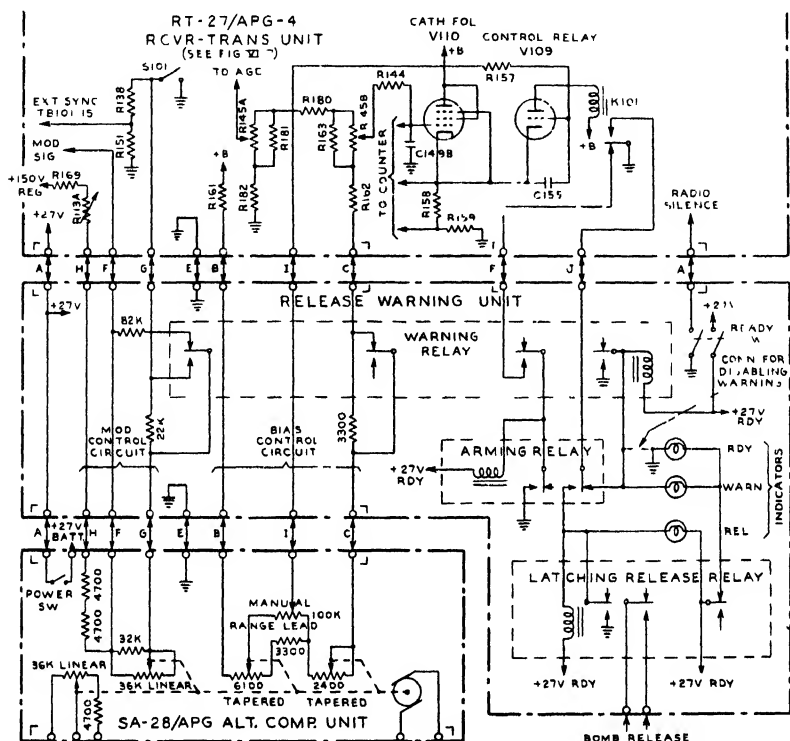 RT-27/APG-4
RCVR-TRANS UNIT
(SEE FIG VI 7)
TO AGC
CATH FOL
V110
+B
CONTROL RELAY
V109
S101
R138
EXT SYNC
TB101 15
R151
MOD
SIG
+150V
REG
R169
R113A
+27V
R145A
R181
R180
R163
R145B
R144
R157
K101
+B
C149B
+B
R161
R182
R162
TO COUNTER
R158
R159
C155
RADIO
SILENCE
A
H
F
G
E
B
I
C
F
J
A
RELEASE WARNING UNIT
+27V
82K
WARNING
RELAY
READY
CONN FOR
DISABLING
WARNING
+27V
RDY
MOD
CONTROL
CIRCUIT
22K
BIAS
CONTROL
CIRCUIT
3300
ARMING RELAY
+27V
RDY
RDY
WARN
REL
INDICATORS
A
+27V
BATT.
H
F
G
E
B
I
C
POWER
SW
4700
4700
32K
36K LINEAR
36K LINEAR
4700
MANUAL
RANGE LEAD
100K
3300
6100
TAPERED
2400
TAPERED
SA-28/APG ALT. COMP. UNIT
LATCHING RELEASE RELAY
+27V RDY
+27V RDY
BOMB RELEASE